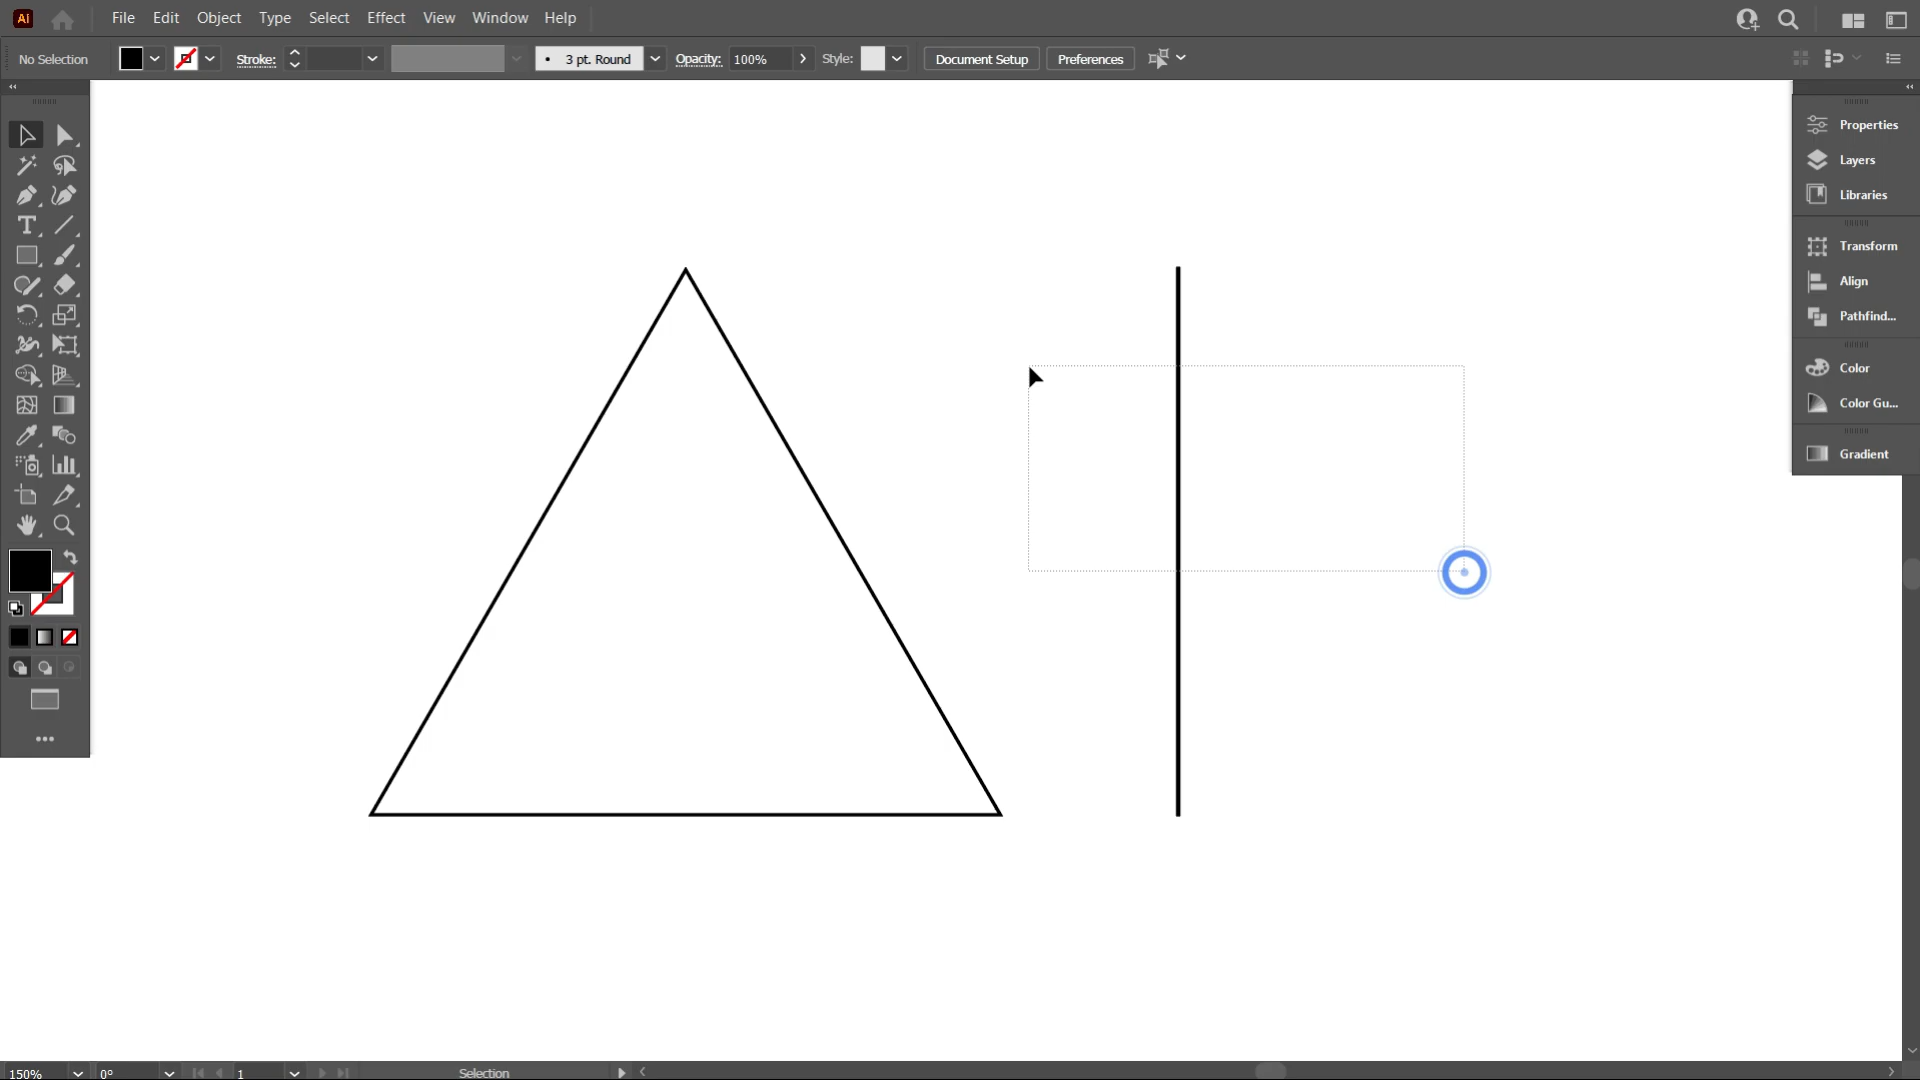 Ai File Edit Object Type Select Effect View Window Help
No Selection Stroke: 3 pt. Round Opacity: 100% Style: Document Setup Preferences
Properties
Layers
Libraries
Transform
Align
Pathfind...
Color
Color Gu...
Gradient
150% 0° 1 Selection